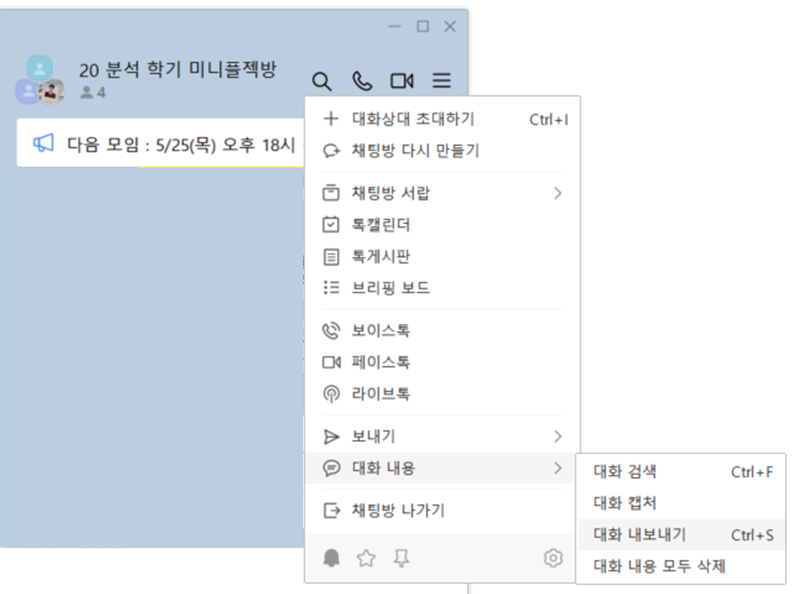 20 분석 학기 미니플젝방
4
다음 모임 : 5/25(목) 오후 18시
대화상대 초대하기 Ctrl+I
채팅방 다시 만들기
채팅방 서랍
톡캘린더
톡게시판
브리핑 보드
보이스톡
페이스톡
라이브톡
보내기
대화 내용
채팅방 나가기
대화 검색 Ctrl+F
대화 캡처
대화 내보내기 Ctrl+S
대화 내용 모두 삭제